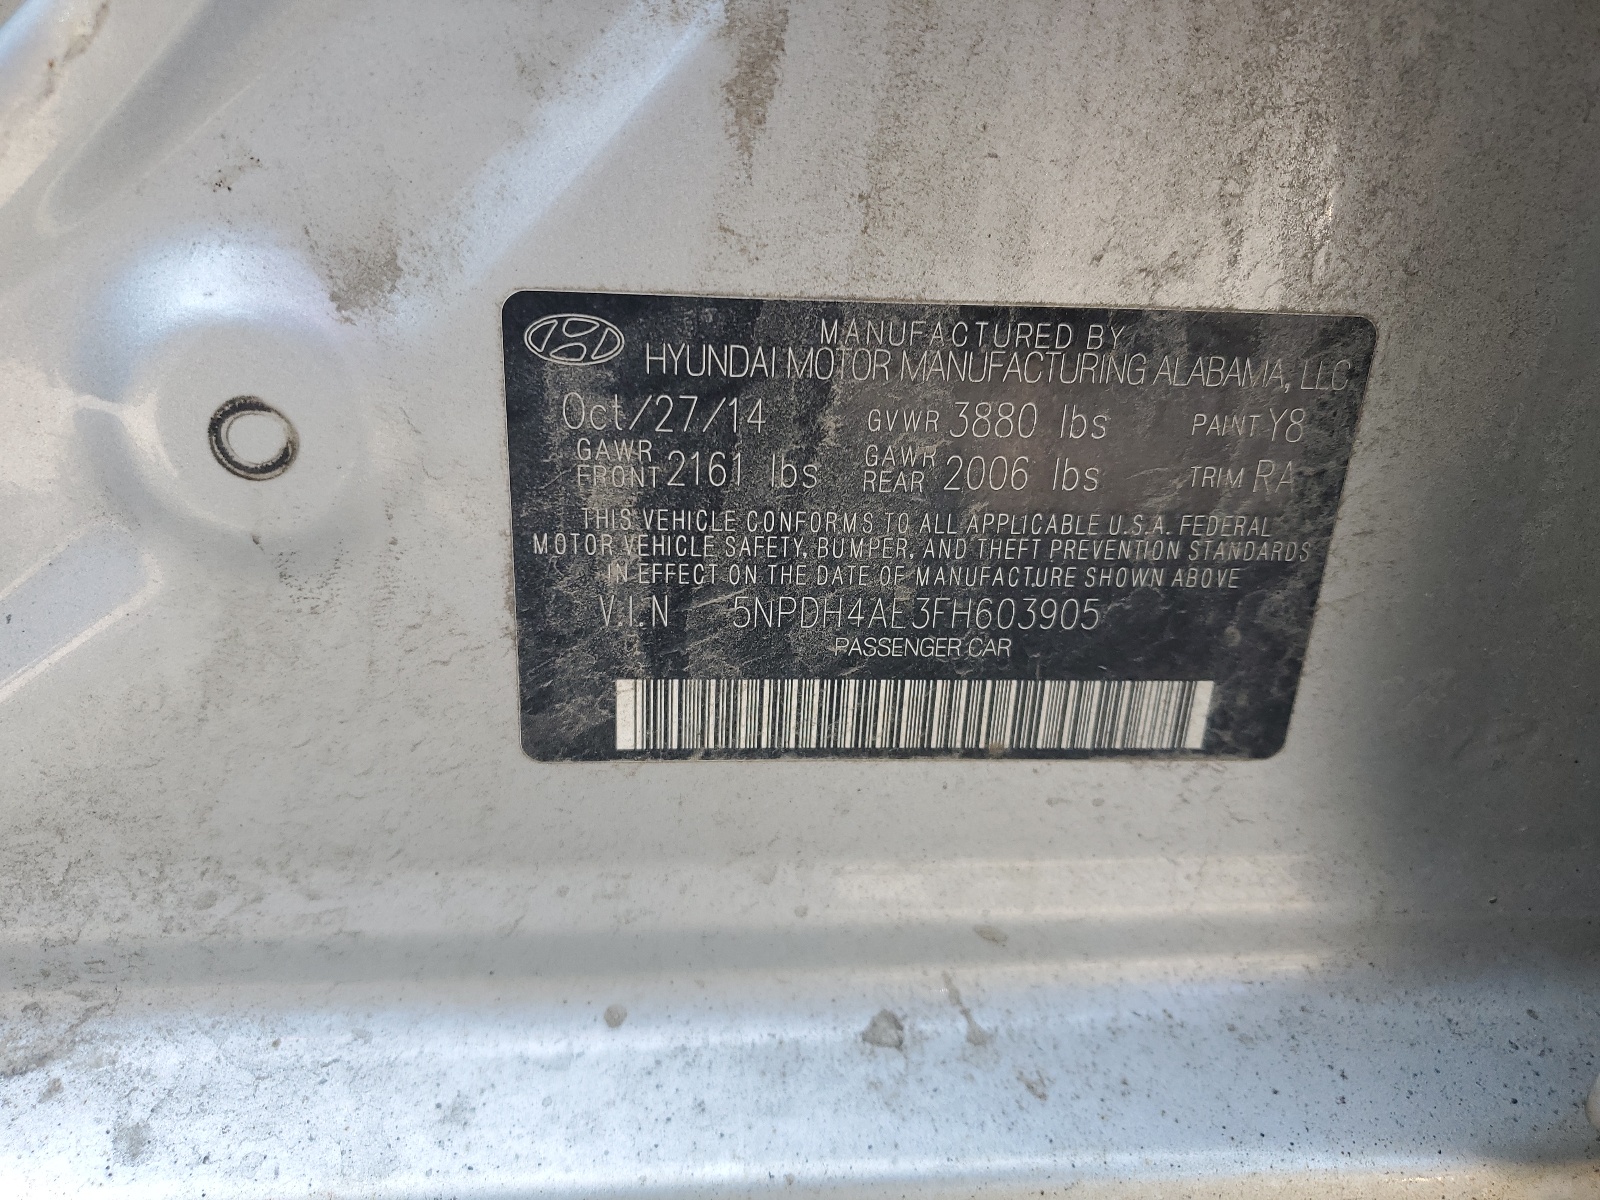 MANUFACTURED BY
HYUNDAI MOTOR MANUFACTURING ALABAMA, LLC
Oct/27/14 GVWR 3880 lbs PAINT Y8
GAWR FRONT 2161 lbs GAWR REAR 2006 lbs TRIM RA
THIS VEHICLE CONFORMS TO ALL APPLICABLE U.S.A. FEDERAL
MOTOR VEHICLE SAFETY, BUMPER, AND THEFT PREVENTION STANDARDS
IN EFFECT ON THE DATE OF MANUFACTURE SHOWN ABOVE
V.I.N 5NPDH4AE3FH603905
PASSENGER CAR